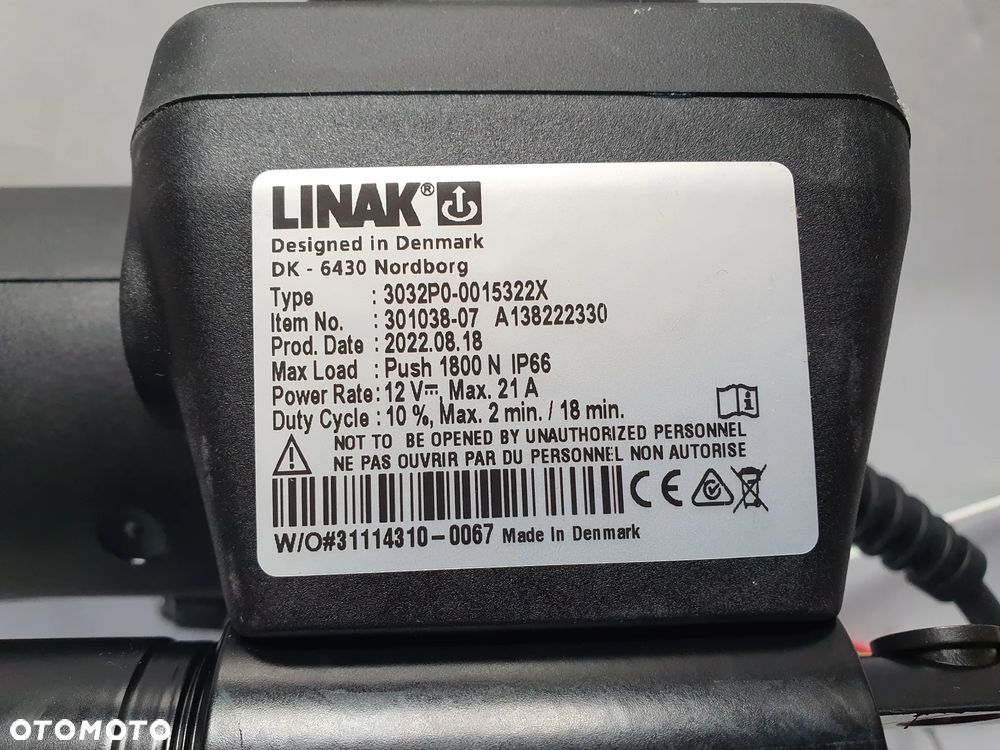 LINAK®
Designed in Denmark
DK - 6430 Nordborg
Type : 3032P0-0015322X
Item No. : 301038-07 A138222330
Prod. Date : 2022.08.18
Max Load : Push 1800 N IP66
Power Rate : 12 V⎓, Max. 21 A
Duty Cycle : 10 %, Max. 2 min. / 18 min.
NOT TO BE OPENED BY UNAUTHORIZED PERSONNEL
NE PAS OUVRIR PAR DU PERSONNEL NON AUTORISE
CE
W/O#31114310-0067 Made In Denmark
OTOMOTO